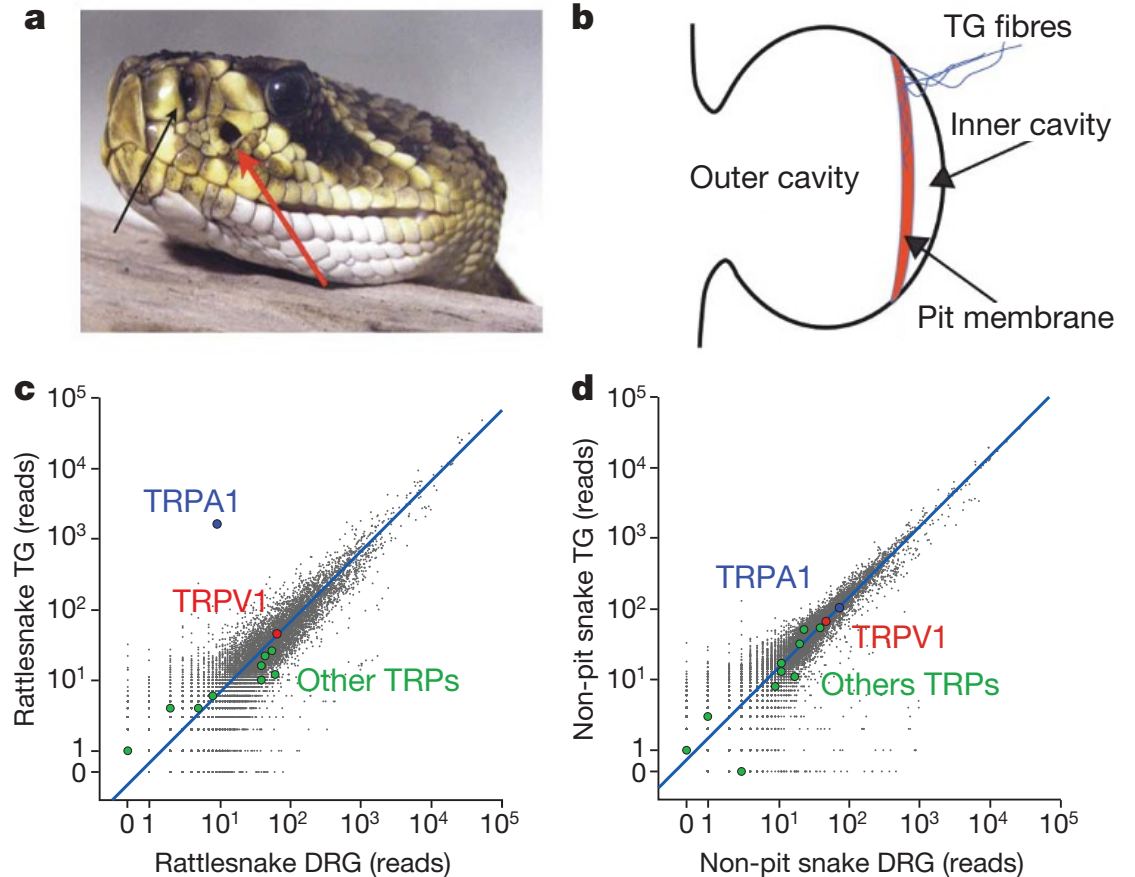 a
b
TG fibres
Inner cavity
Outer cavity
Pit membrane
c
Rattlesnake TG (reads)
10⁵
10⁴
10³
10²
10¹
1
0
TRPA1
TRPV1
Other TRPs
0 1 10¹ 10² 10³ 10⁴ 10⁵
Rattlesnake DRG (reads)
d
Non-pit snake TG (reads)
10⁵
10⁴
10³
10²
10¹
1
0
TRPA1
TRPV1
Others TRPs
0 1 10¹ 10² 10³ 10⁴ 10⁵
Non-pit snake DRG (reads)